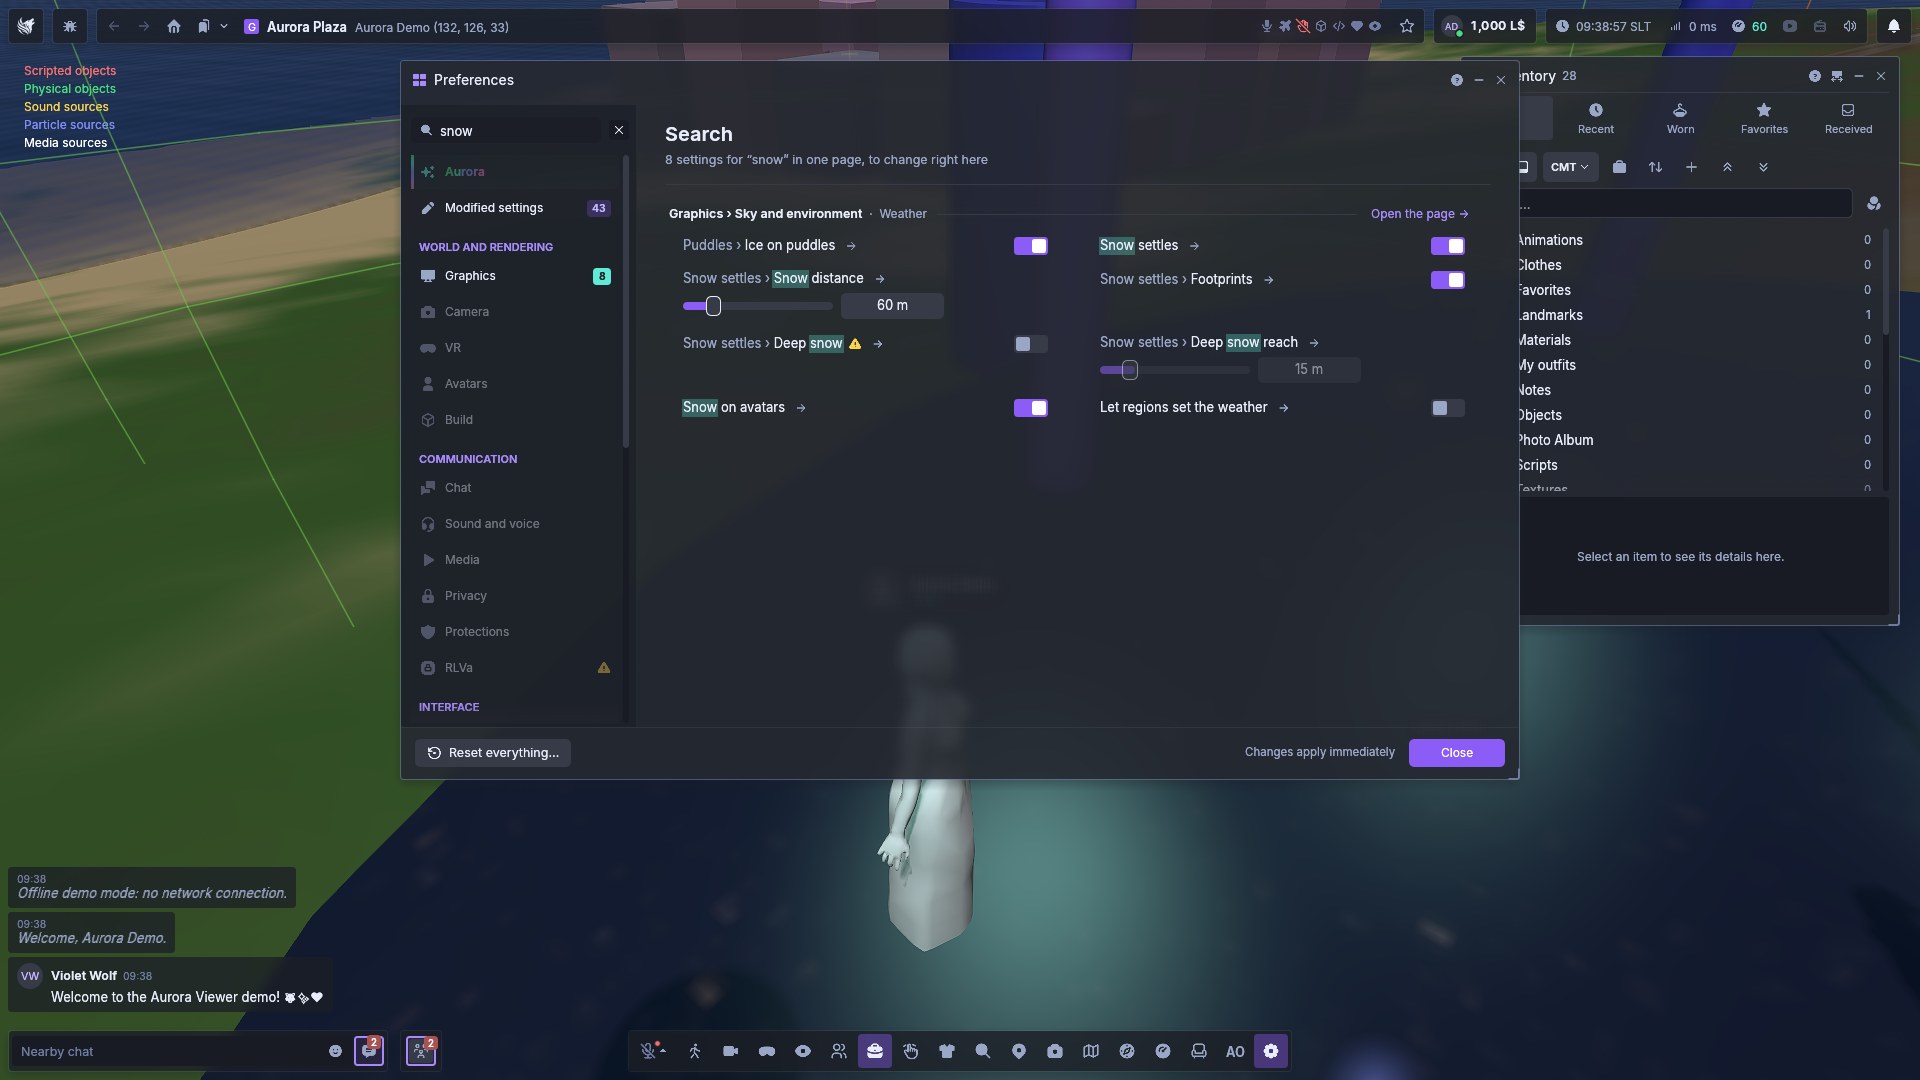 Aurora Plaza
Aurora Demo (132, 126, 33)
AD
1,000 L$
09:38:57 SLT
0 ms
60
Scripted objects
Physical objects
Sound sources
Particle sources
Media sources
Preferences
snow
Aurora
Modified settings
43
WORLD AND RENDERING
Graphics
8
Camera
VR
Avatars
Build
COMMUNICATION
Chat
Sound and voice
Media
Privacy
Protections
RLVa
INTERFACE
Search
8 settings for “snow” in one page, to change right here
Graphics › Sky and environment · Weather
Open the page →
Puddles › Ice on puddles →
Snow settles →
Snow settles › Snow distance →
60 m
Snow settles › Footprints →
Snow settles › Deep snow →
Snow settles › Deep snow reach →
15 m
Snow on avatars →
Let regions set the weather →
Reset everything...
Changes apply immediately
Close
entory 28
Recent
Worn
Favorites
Received
CMT
...
Animations 0
Clothes 0
Favorites 0
Landmarks 1
Materials 0
My outfits 0
Notes 0
Objects 0
Photo Album 0
Scripts 0
Textures 0
Select an item to see its details here.
09:38
Offline demo mode: no network connection.
09:38
Welcome, Aurora Demo.
VW
Violet Wolf 09:38
Welcome to the Aurora Viewer demo!
Nearby chat
2
2
AO